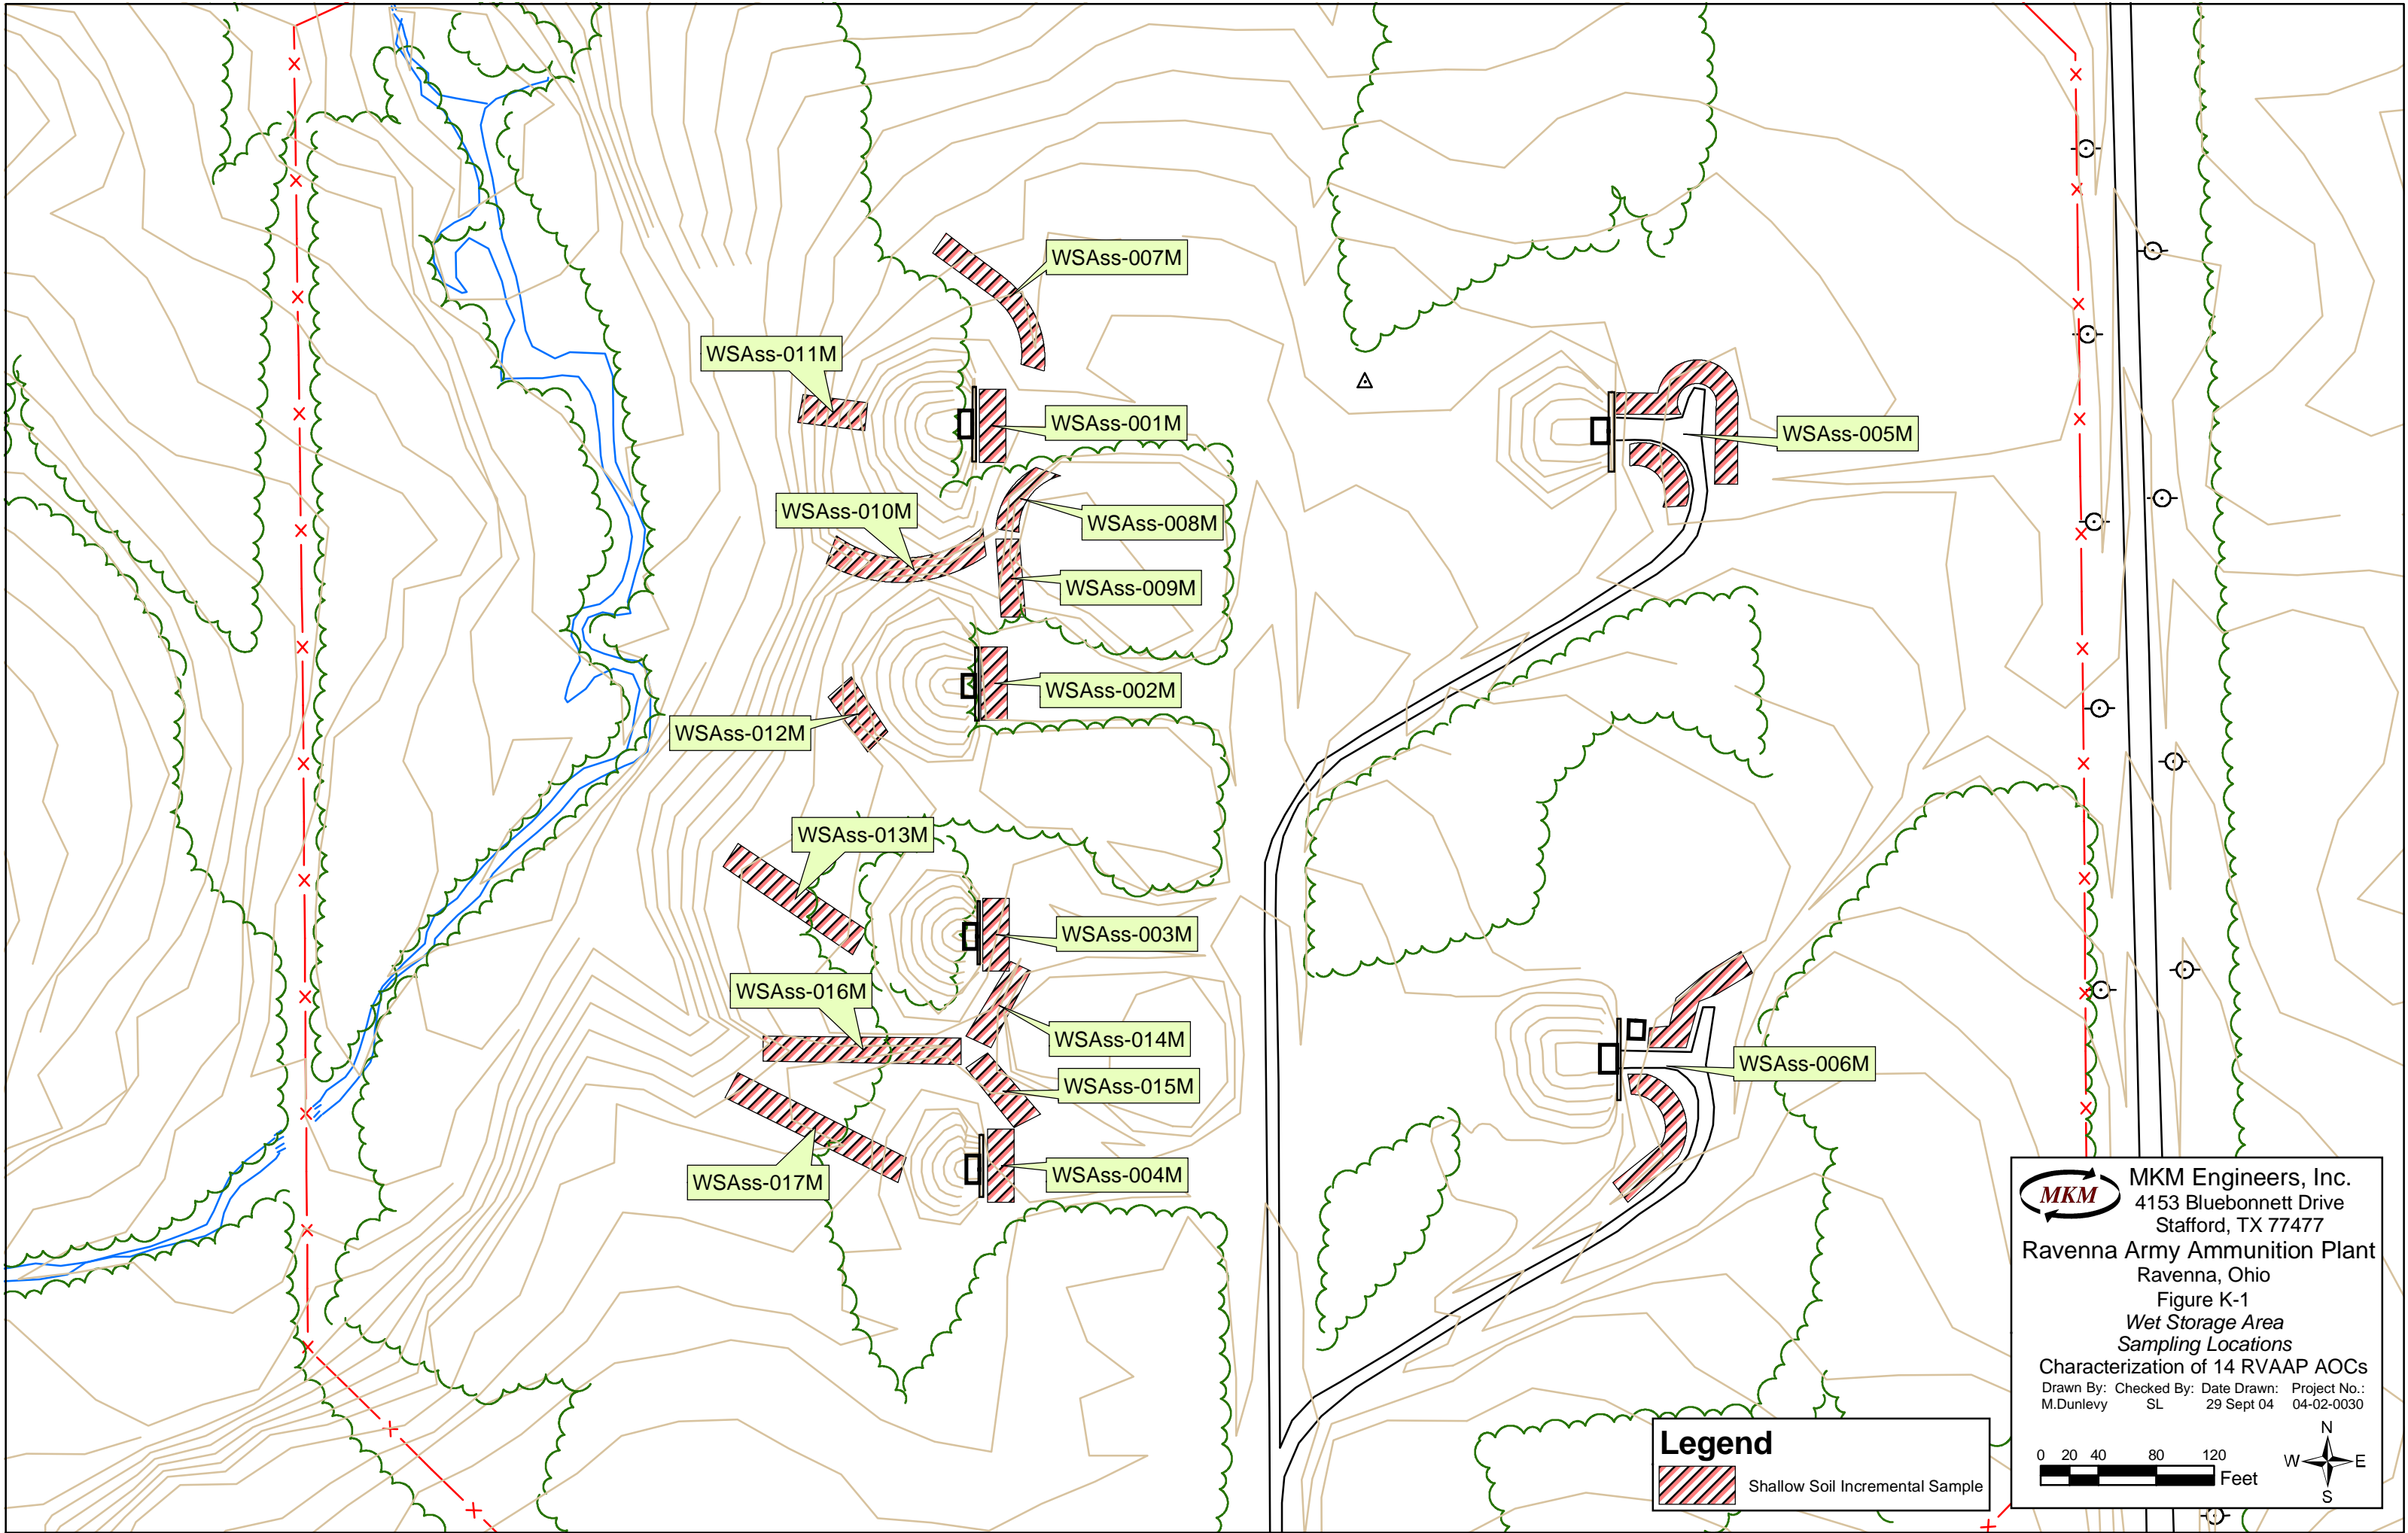 WSAss-007M
WSAss-011M
WSAss-001M
WSAss-005M
WSAss-010M
WSAss-008M
WSAss-009M
WSAss-002M
WSAss-012M
WSAss-013M
WSAss-003M
WSAss-016M
WSAss-014M
WSAss-015M
WSAss-006M
WSAss-017M
WSAss-004M
MKM
MKM Engineers, Inc.
4153 Bluebonnett Drive
Stafford, TX 77477
Ravenna Army Ammunition Plant
Ravenna, Ohio
Figure K-1
Wet Storage Area
Sampling Locations
Characterization of 14 RVAAP AOCs
Drawn By: Checked By: Date Drawn: Project No.:
M.Dunlevy SL 29 Sept 04 04-02-0030
0 20 40 80 120
Feet
N
W E
S
Legend
Shallow Soil Incremental Sample